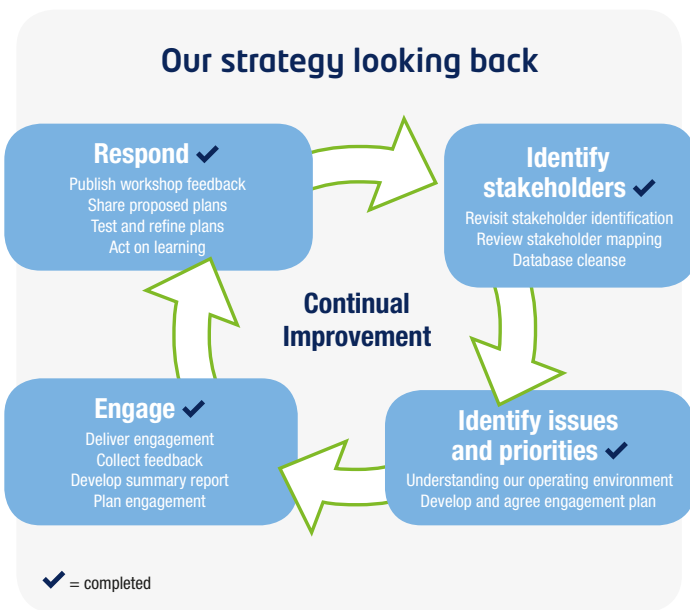 Our strategy looking back
Respond ✔
Publish workshop feedback
Share proposed plans
Test and refine plans
Act on learning
Identify
stakeholders ✔
Revisit stakeholder identification
Review stakeholder mapping
Database cleanse
Continual
Improvement
Engage ✔
Deliver engagement
Collect feedback
Develop summary report
Plan engagement
Identify issues
and priorities ✔
Understanding our operating environment
Develop and agree engagement plan
✔ = completed